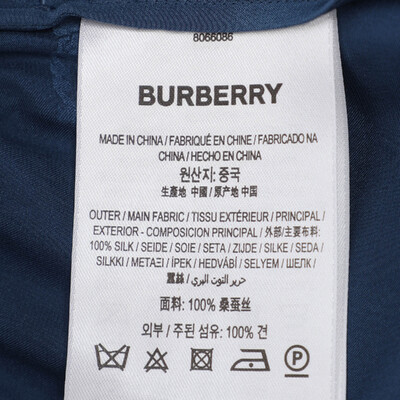 8066086
BURBERRY
MADE IN CHINA / FABRIQUÉ EN CHINE / FABRICADO NA
CHINA / HECHO EN CHINA
원산지: 중국
生產地 中國 / 原产地 中国
OUTER / MAIN FABRIC / TISSU EXTÉRIEUR / PRINCIPAL /
EXTERIOR - COMPOSICION PRINCIPAL / 外部/主要布料:
100% SILK / SEIDE / SOIE / SETA / ZIJDE / SILKE / SEDA /
SILKKI / ΜΕΤΑΞΙ / İPEK / HEDVÁBÍ / SELYEM / ШЕЛК /
蠶絲 / حرير التوت البري /
面料: 100% 桑蚕丝
외부 / 주된 섬유: 100% 견
P